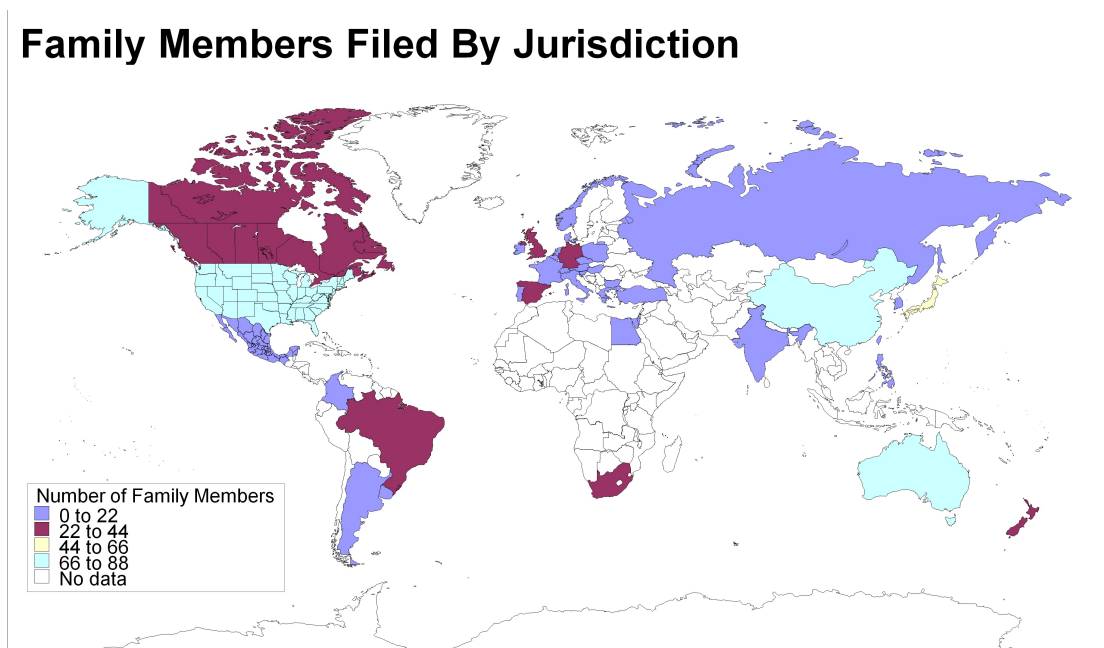 Family Members Filed By Jurisdiction
Number of Family Members
0 to 22
22 to 44
44 to 66
66 to 88
No data